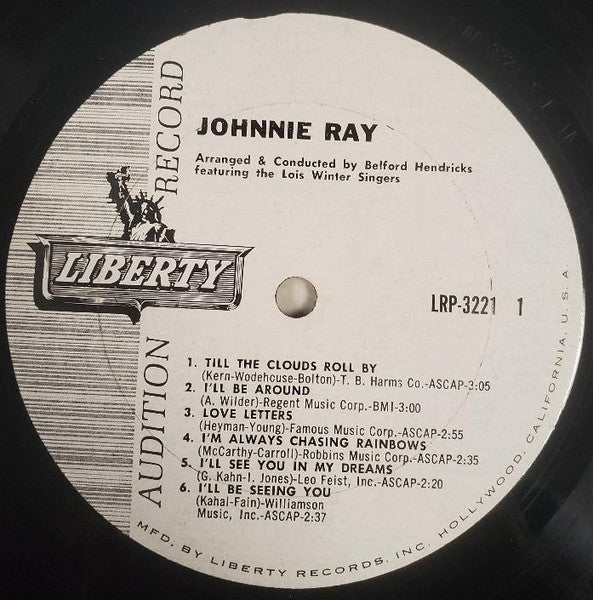 AUDITION RECORD
JOHNNIE RAY
Arranged & Conducted by Belford Hendricks
featuring the Lois Winter Singers
LIBERTY
LRP-3221 1
1. TILL THE CLOUDS ROLL BY
(Kern-Wodehouse-Bolton)-T. B. Harms Co.-ASCAP-3:05
2. I'LL BE AROUND
(A. Wilder)-Regent Music Corp.-BMI-3:00
3. LOVE LETTERS
(Heyman-Young)-Famous Music Corp.-ASCAP-2:55
4. I'M ALWAYS CHASING RAINBOWS
(McCarthy-Carroll)-Robbins Music Corp.-ASCAP-2:35
5. I'LL SEE YOU IN MY DREAMS
(G. Kahn-I. Jones)-Leo Feist, Inc.-ASCAP-2:20
6. I'LL BE SEEING YOU
(Kahal-Fain)-Williamson
Music, Inc.-ASCAP-2:37
MFD. BY LIBERTY RECORDS, INC. HOLLYWOOD, CALIFORNIA, U. S. A.